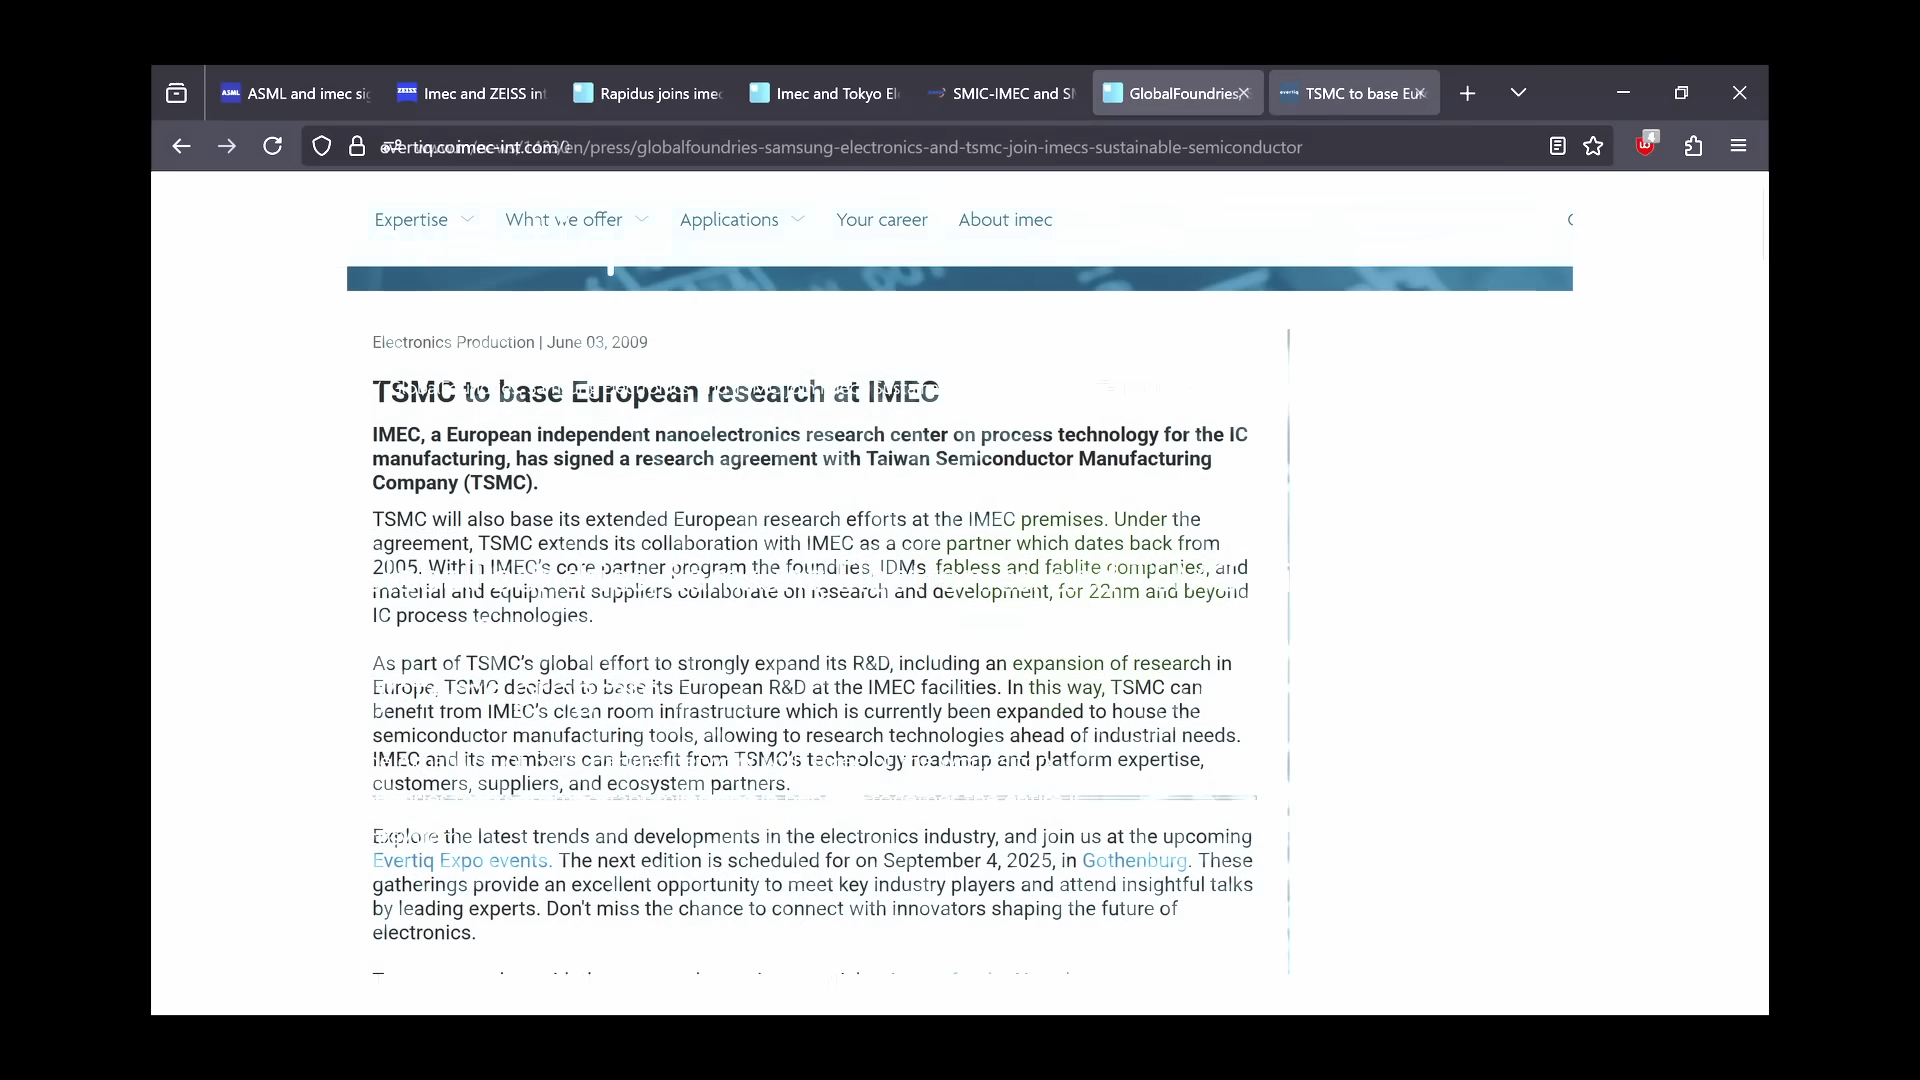 ASML and imec sig
Imec and ZEISS int
Rapidus joins imec
Imec and Tokyo El
SMIC-IMEC and SM
GlobalFoundries,
TSMC to base Eur
/en/press/globalfoundries-samsung-electronics-and-tsmc-join-imecs-sustainable-semiconductor
4
Expertise
What we offer
Applications
Your career
About imec
Electronics Production | June 03, 2009
TSMC to base European research at IMEC
IMEC, a European independent nanoelectronics research center on process technology for the IC
manufacturing, has signed a research agreement with Taiwan Semiconductor Manufacturing
Company (TSMC).
TSMC will also base its extended European research efforts at the IMEC premises. Under the
agreement, TSMC extends its collaboration with IMEC as a core partner which dates back from
2005. Within IMEC's core partner program the foundries, IDMs, fabless and fablite companies, and
material and equipment suppliers collaborate on research and development, for 22nm and beyond
IC process technologies.
As part of TSMC's global effort to strongly expand its R&D, including an expansion of research in
Europe, TSMC decided to base its European R&D at the IMEC facilities. In this way, TSMC can
benefit from IMEC's clean room infrastructure which is currently been expanded to house the
semiconductor manufacturing tools, allowing to research technologies ahead of industrial needs.
IMEC and its members can benefit from TSMC's technology roadmap and platform expertise,
customers, suppliers, and ecosystem partners.
Explore the latest trends and developments in the electronics industry, and join us at the upcoming
Evertiq Expo events. The next edition is scheduled for on September 4, 2025, in Gothenburg. These
gatherings provide an excellent opportunity to meet key industry players and attend insightful talks
by leading experts. Don't miss the chance to connect with innovators shaping the future of
electronics.